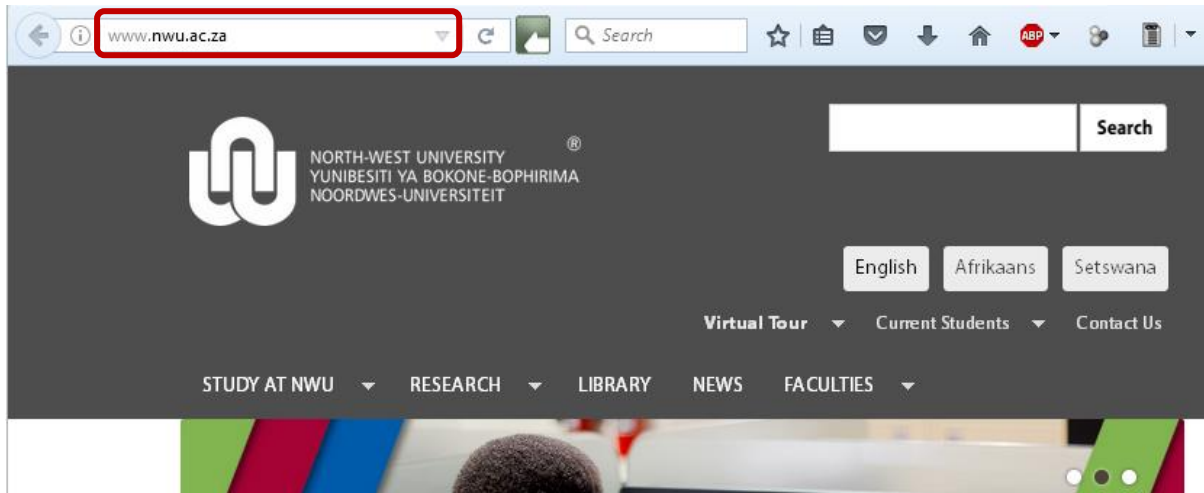 www.nwu.ac.za
Search
ABP
Search
NORTH-WEST UNIVERSITY ®
YUNIBESITI YA BOKONE-BOPHIRIMA
NOORDWES-UNIVERSITEIT
English Afrikaans Setswana
Virtual Tour Current Students Contact Us
STUDY AT NWU RESEARCH LIBRARY NEWS FACULTIES